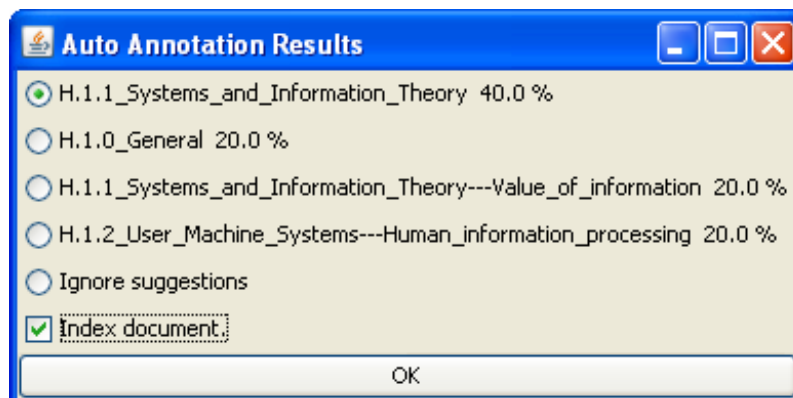 Auto Annotation Results
H.1.1_Systems_and_Information_Theory 40.0 %
H.1.0_General 20.0 %
H.1.1_Systems_and_Information_Theory---Value_of_information 20.0 %
H.1.2_User_Machine_Systems---Human_information_processing 20.0 %
Ignore suggestions
Index document.
OK